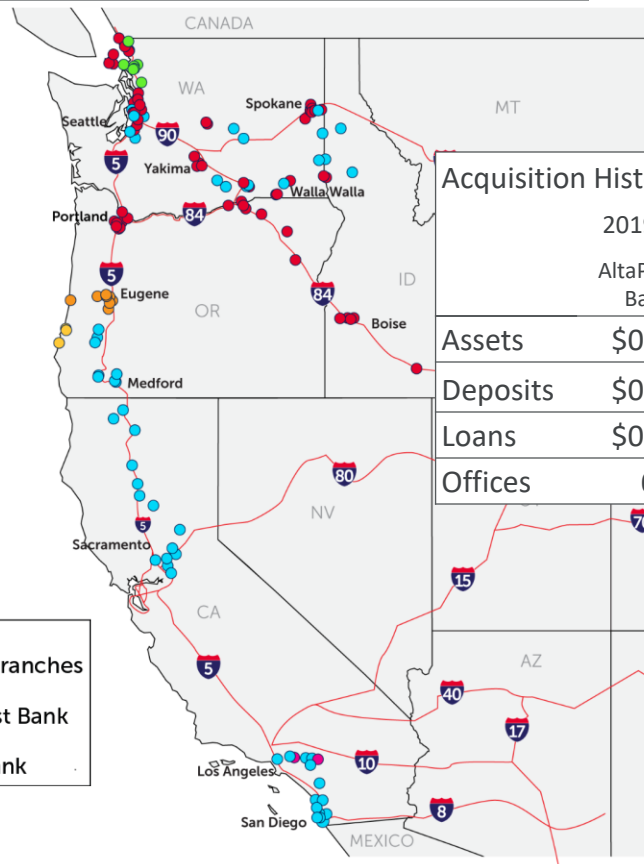 CANADA
WA
MT
Spokane
Seattle
90
5
Yakima
Walla Walla
Portland
84
5
Eugene
ID
OR
84
Boise
Medford
80
NV
5
Sacramento
15
CA
5
AZ
40
17
10
Los Angeles
8
San Diego
MEXICO
Acquisition Hist
201
Alta
Ba
Assets $0
Deposits $0
Loans $0
Offices
ranches
st Bank
nk